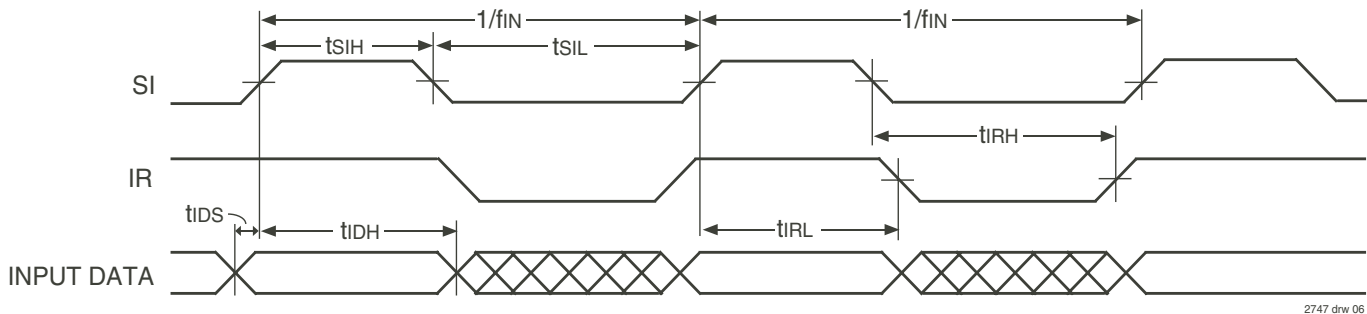 1/fIN 1/fIN
tSIH tSIL
SI
tIRH
IR
tIDS
tIDH tIRL
INPUT DATA
2747 drw 06